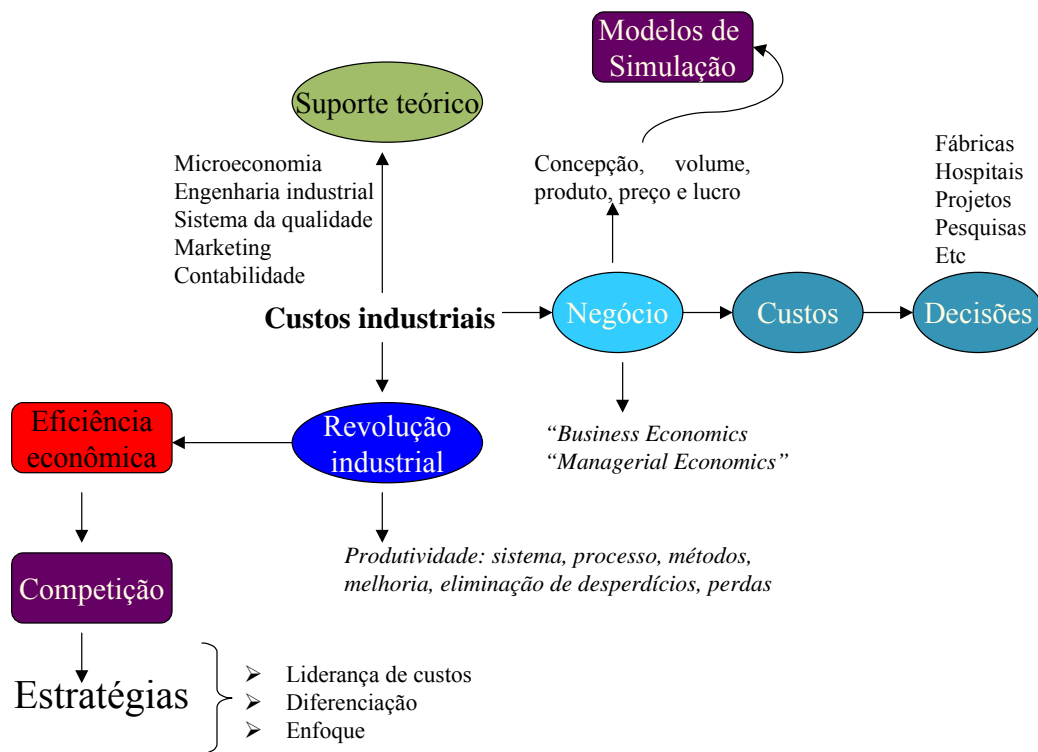 Modelos de
Simulação
Suporte teórico
Microeconomia
Engenharia industrial
Sistema da qualidade
Marketing
Contabilidade
Concepção, volume,
produto, preço e lucro
Fábricas
Hospitais
Projetos
Pesquisas
Etc
Custos industriais
Negócio
Custos
Decisões
Eficiência
econômica
Revolução
industrial
“Business Economics
“Managerial Economics”
Produtividade: sistema, processo, métodos,
melhoria, eliminação de desperdícios, perdas
Competição
Estratégias
➢ Liderança de custos
➢ Diferenciação
➢ Enfoque